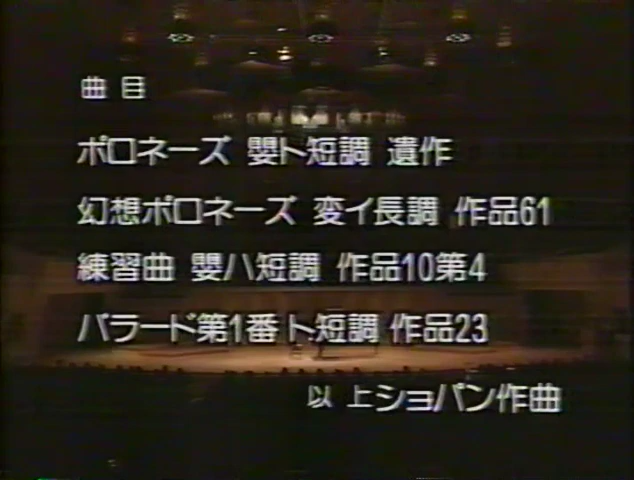 曲目
ポロネーズ 嬰ト短調 遺作
幻想ポロネーズ 変イ長調 作品61
練習曲 嬰ハ短調 作品10第4
バラード第1番 ト短調 作品23
以上ショパン作曲